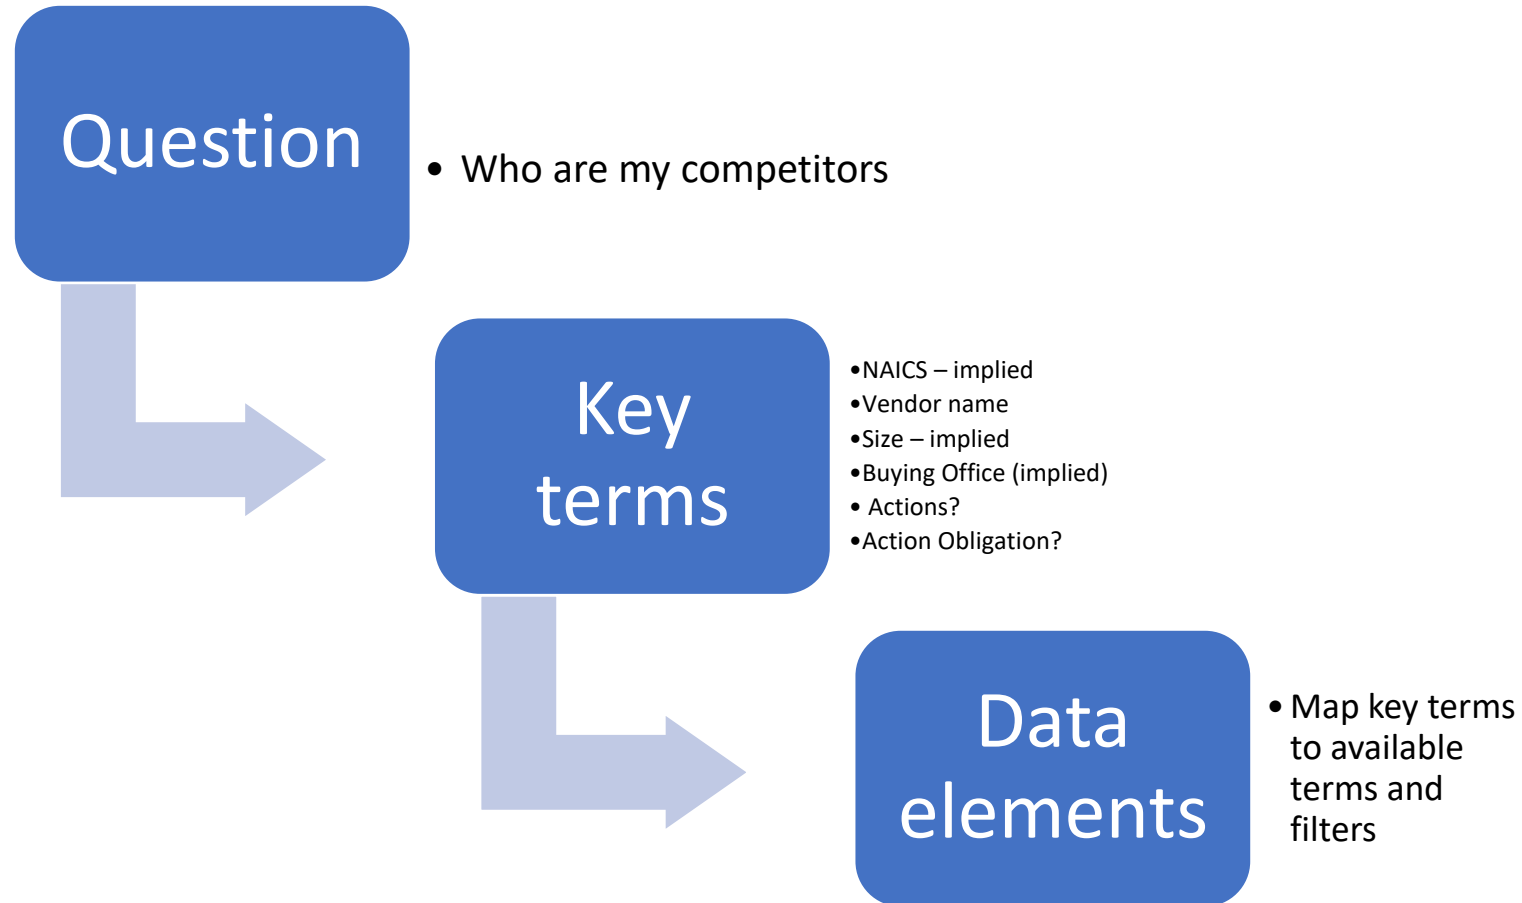 Question
• Who are my competitors
Key
terms
•NAICS – implied
•Vendor name
•Size – implied
•Buying Office (implied)
• Actions?
•Action Obligation?
Data
elements
• Map key terms
to available
terms and
filters